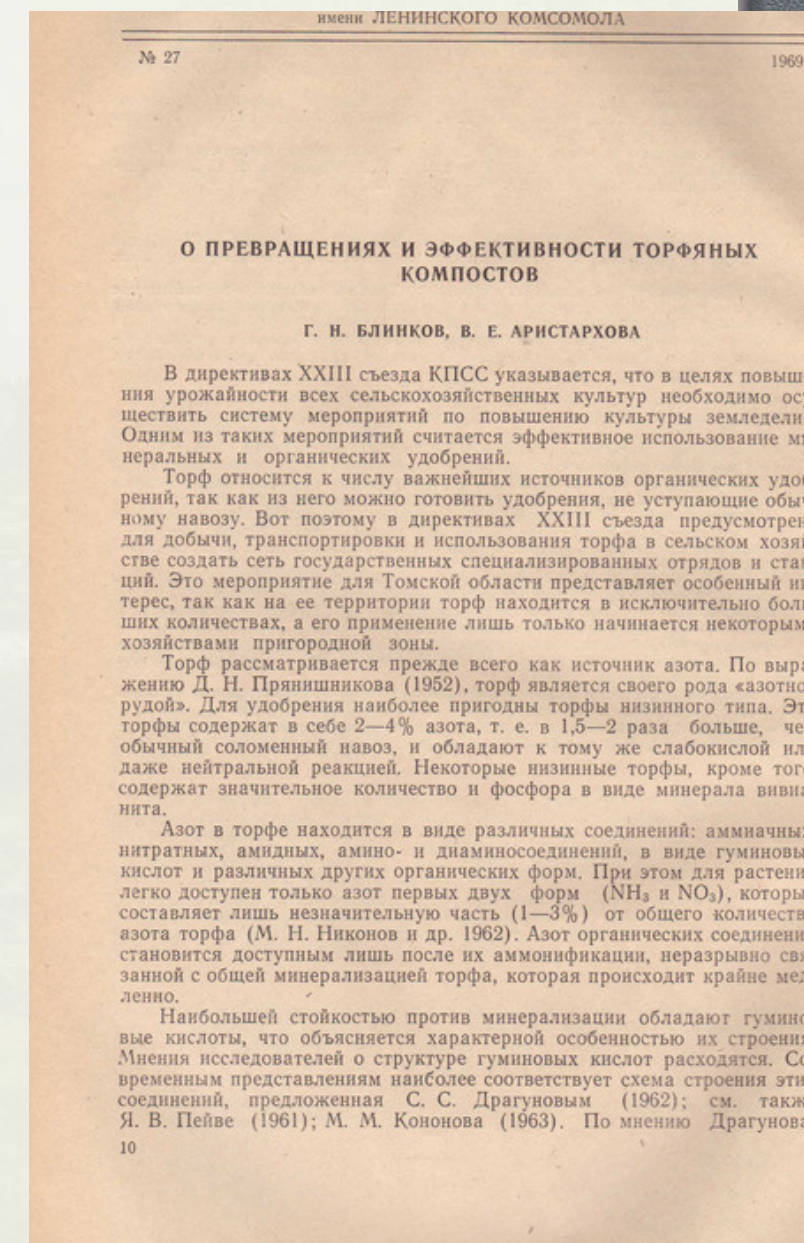 имени ЛЕНИНСКОГО КОМСОМОЛА
№ 27 1969
О ПРЕВРАЩЕНИЯХ И ЭФФЕКТИВНОСТИ ТОРФЯНЫХ
КОМПОСТОВ
Г. Н. БЛИНКОВ, В. Е. АРИСТАРХОВА
В директивах XXIII съезда КПСС указывается, что в целях повыш
ния урожайности всех сельскохозяйственных культур необходимо ос
ществить систему мероприятий по повышению культуры земледели
Одним из таких мероприятий считается эффективное использование ми
неральных и органических удобрений.
Торф относится к числу важнейших источников органических удо
рений, так как из него можно готовить удобрения, не уступающие обыч
ному навозу. Вот поэтому в директивах XXIII съезда предусмотрен
для добычи, транспортировки и использования торфа в сельском хозяй
стве создать сеть государственных специализированных отрядов и стан
ций. Это мероприятие для Томской области представляет особенный ин
терес, так как на ее территории торф находится в исключительно боль
ших количествах, а его применение лишь только начинается некоторым
хозяйствами пригородной зоны.
Торф рассматривается прежде всего как источник азота. По выра
жению Д. Н. Прянишникова (1952), торф является своего рода «азотно
рудой». Для удобрения наиболее пригодны торфы низинного типа. Эт
торфы содержат в себе 2—4% азота, т. е. в 1,5—2 раза больше, че
обычный соломенный навоз, и обладают к тому же слабокислой ил
даже нейтральной реакцией. Некоторые низинные торфы, кроме тог
содержат значительное количество и фосфора в виде минерала вивиа
нита.
Азот в торфе находится в виде различных соединений: аммиачных
нитратных, амидных, амино- и диаминосоединений, в виде гуминовы
кислот и различных других органических форм. При этом для растени
легко доступен только азот первых двух форм (NH₃ и NO₃), которы
составляет лишь незначительную часть (1—3%) от общего количеств
азота торфа (М. Н. Никонов и др. 1962). Азот органических соединени
становится доступным лишь после их аммонификации, неразрывно свя
занной с общей минерализацией торфа, которая происходит крайне мед
ленно.
Наибольшей стойкостью против минерализации обладают гумино
вые кислоты, что объясняется характерной особенностью их строения
Мнения исследователей о структуре гуминовых кислот расходятся. Со
временным представлениям наиболее соответствует схема строения эти
соединений, предложенная С. С. Драгуновым (1962); см. такж
Я. В. Пейве (1961); М. М. Кононова (1963). По мнению Драгунова
10